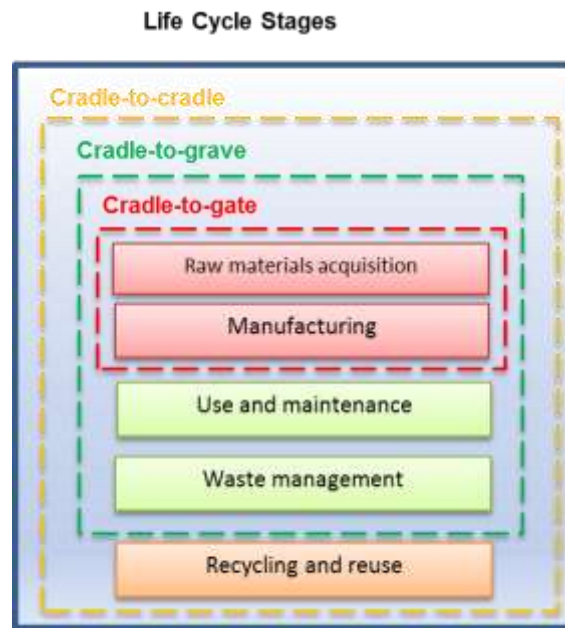 Life Cycle Stages
Cradle-to-cradle
Cradle-to-grave
Cradle-to-gate
Raw materials acquisition
Manufacturing
Use and maintenance
Waste management
Recycling and reuse